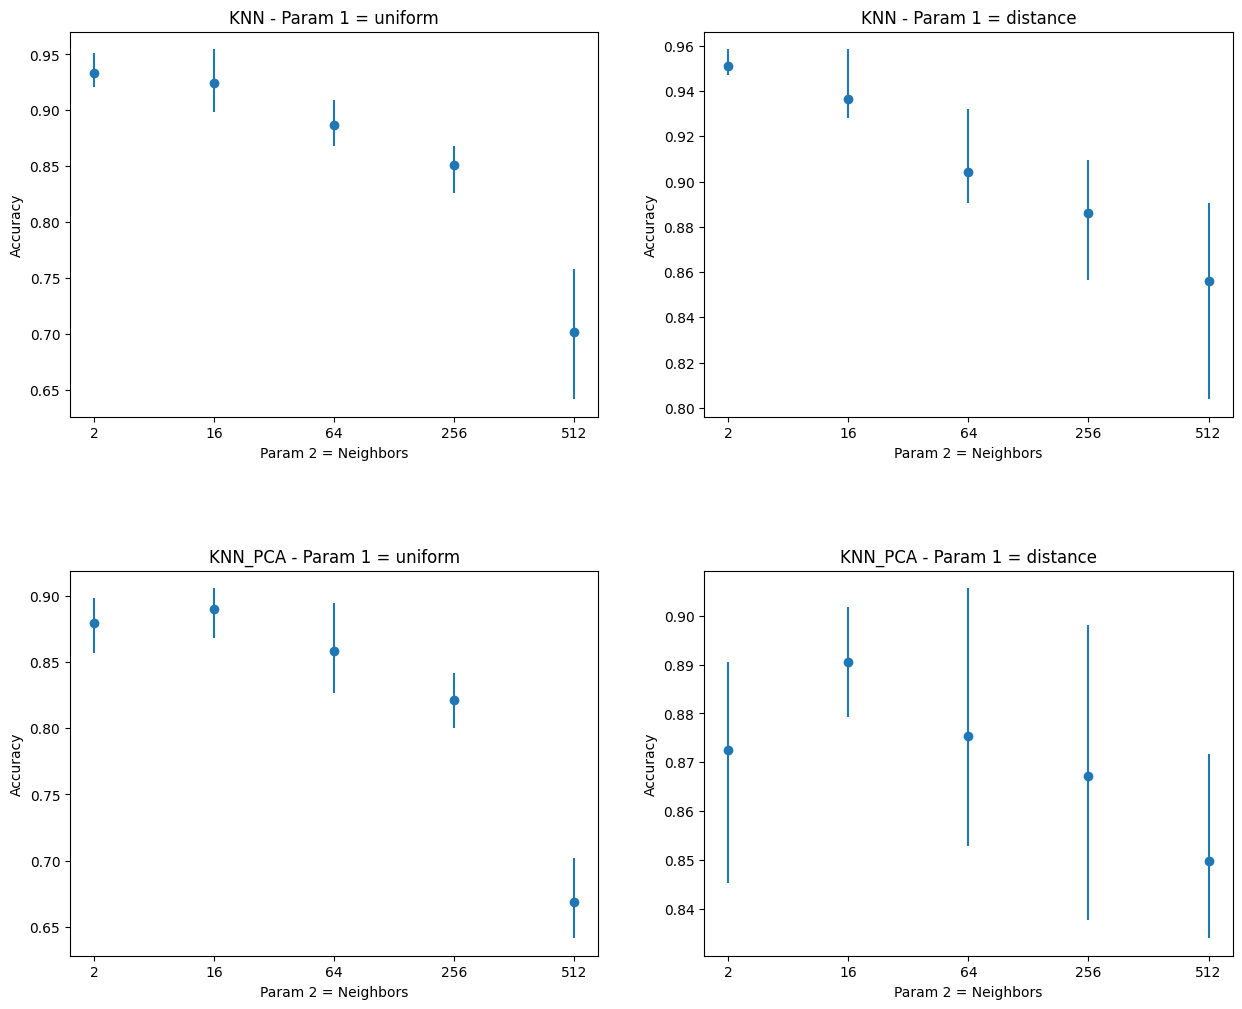 KNN - Param 1 = uniform
0.95
0.90
0.85
0.80
0.75
0.70
0.65
Accuracy
2 16 64 256 512
Param 2 = Neighbors
KNN - Param 1 = distance
0.96
0.94
0.92
0.90
0.88
0.86
0.84
0.82
0.80
Accuracy
2 16 64 256 512
Param 2 = Neighbors
KNN_PCA - Param 1 = uniform
0.90
0.85
0.80
0.75
0.70
0.65
Accuracy
2 16 64 256 512
Param 2 = Neighbors
KNN_PCA - Param 1 = distance
0.90
0.89
0.88
0.87
0.86
0.85
0.84
Accuracy
2 16 64 256 512
Param 2 = Neighbors